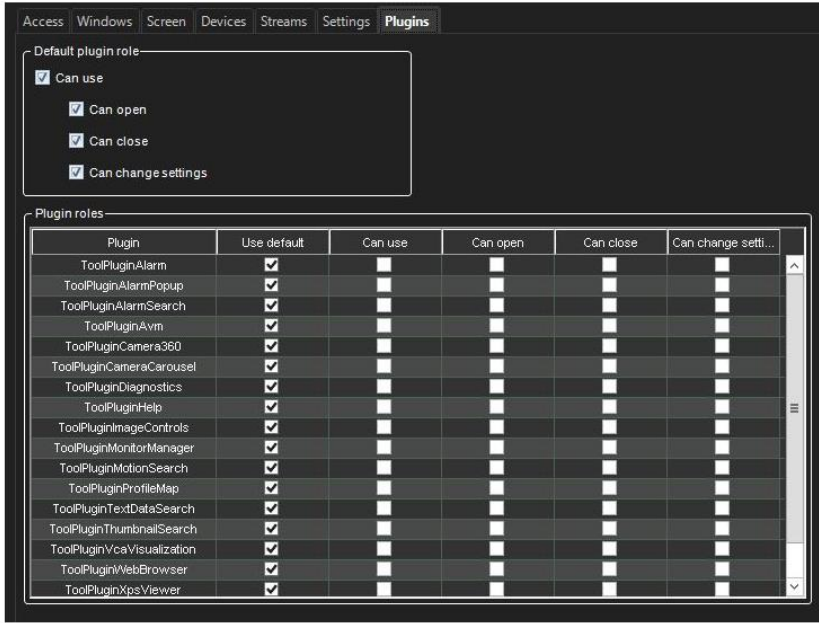 Access Windows Screen Devices Streams Settings Plugins
Default plugin role
Can use
Can open
Can close
Can change settings
Plugin roles
Plugin Use default Can use Can open Can close Can change setti...
ToolPluginAlarm
ToolPluginAlarmPopup
ToolPluginAlarmSearch
ToolPluginAvm
ToolPluginCamera360
ToolPluginCameraCarousel
ToolPluginDiagnostics
ToolPluginHelp
ToolPluginImageControls
ToolPluginMonitorManager
ToolPluginMotionSearch
ToolPluginProfileMap
ToolPluginTextDataSearch
ToolPluginThumbnailSearch
ToolPluginVcaVisualization
ToolPluginWebBrowser
ToolPluginXpsViewer